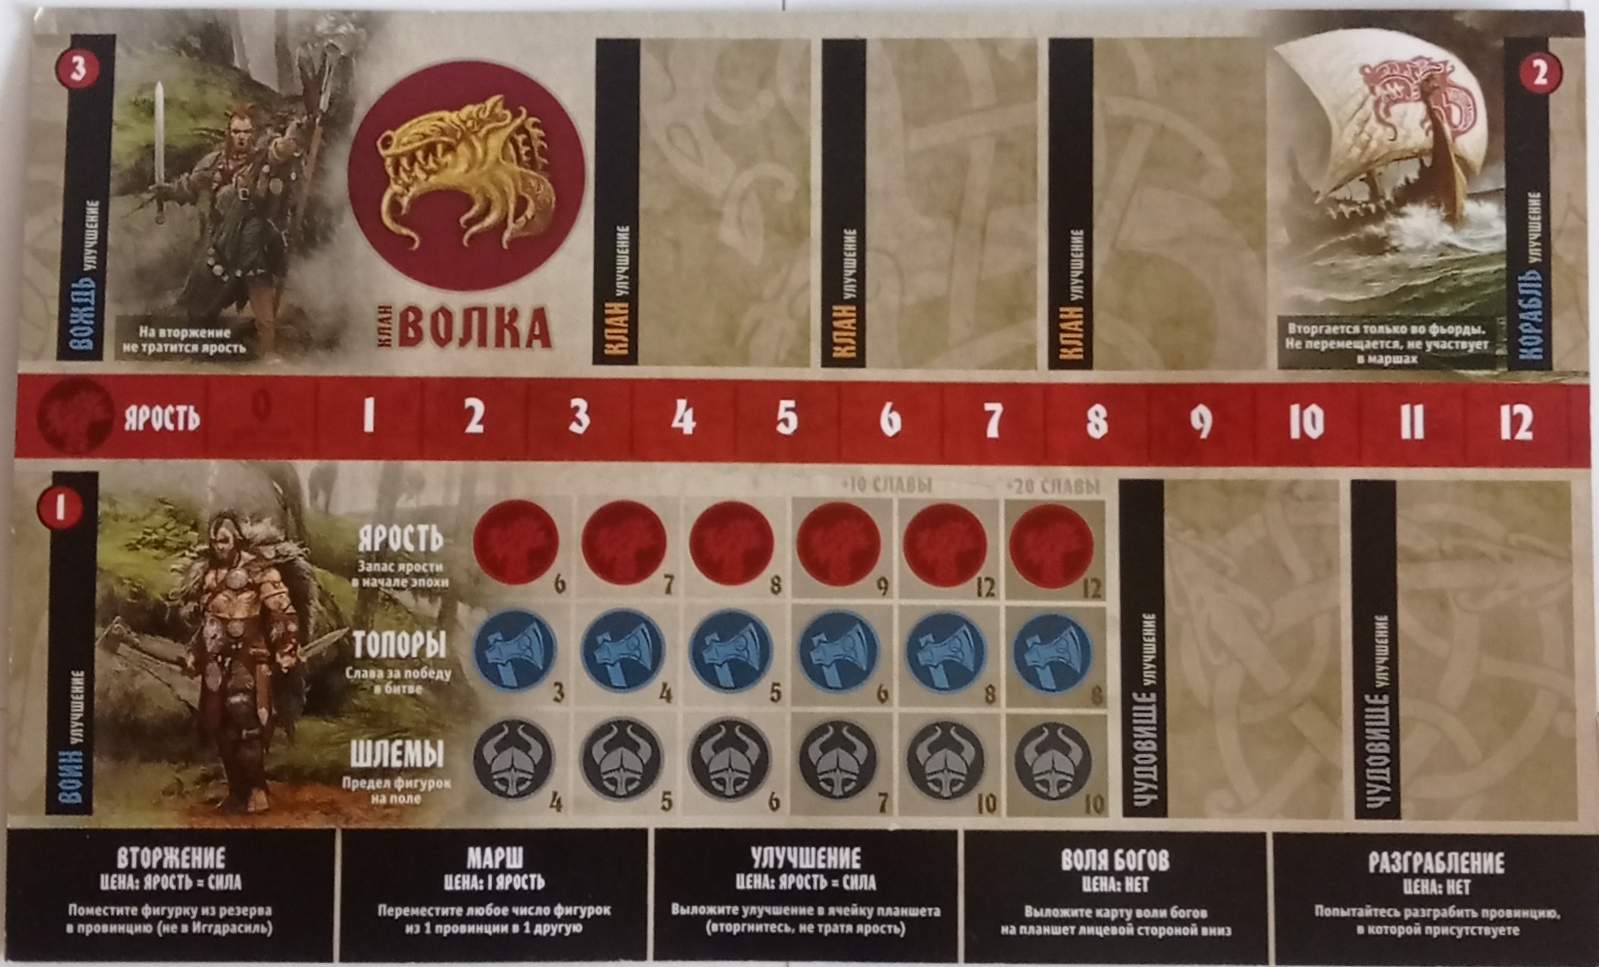 3
ВОЖДЬ УЛУЧШЕНИЕ
На вторжение
не тратится ярость
КЛАН ВОЛКА
КЛАН УЛУЧШЕНИЕ
КЛАН УЛУЧШЕНИЕ
КЛАН УЛУЧШЕНИЕ
2
КОРАБЛЬ УЛУЧШЕНИЕ
Вторгается только во фьорды.
Не перемещается, не участвует
в маршах
ЯРОСТЬ 0 1 2 3 4 5 6 7 8 9 10 11 12
1
ВОИН УЛУЧШЕНИЕ
+10 СЛАВЫ +20 СЛАВЫ
ЯРОСТЬ
Запас ярости
в начале эпохи
6 7 8 9 12 12
ТОПОРЫ
Слава за победу
в битве
3 4 5 6 8 8
ШЛЕМЫ
Предел фигурок
на поле
4 5 6 7 10 10
ЧУДОВИЩЕ УЛУЧШЕНИЕ
ЧУДОВИЩЕ УЛУЧШЕНИЕ
ВТОРЖЕНИЕ
ЦЕНА: ЯРОСТЬ = СИЛА
Поместите фигурку из резерва
в провинцию (не в Иггдрасиль)
МАРШ
ЦЕНА: 1 ЯРОСТЬ
Переместите любое число фигурок
из 1 провинции в 1 другую
УЛУЧШЕНИЕ
ЦЕНА: ЯРОСТЬ = СИЛА
Выложите улучшение в ячейку планшета
(вторгнитесь, не тратя ярость)
ВОЛЯ БОГОВ
ЦЕНА: НЕТ
Выложите карту воли богов
на планшет лицевой стороной вниз
РАЗГРАБЛЕНИЕ
ЦЕНА: НЕТ
Попытайтесь разграбить провинцию,
в которой присутствуете